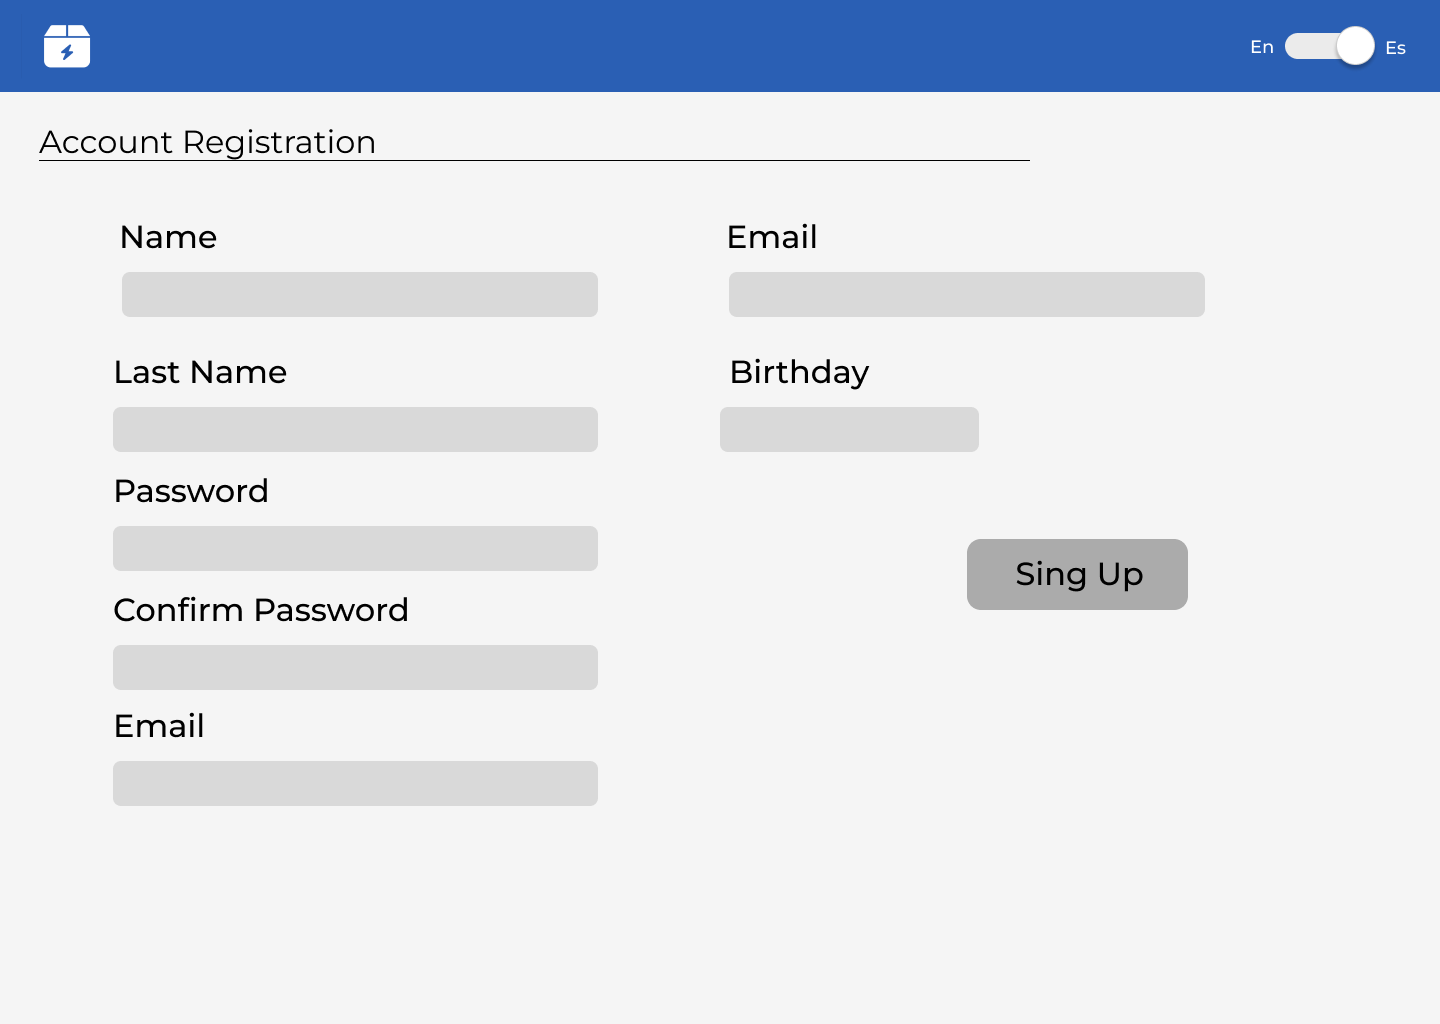 En
Es
Account Registration
Name
Email
Last Name
Birthday
Password
Sing Up
Confirm Password
Email